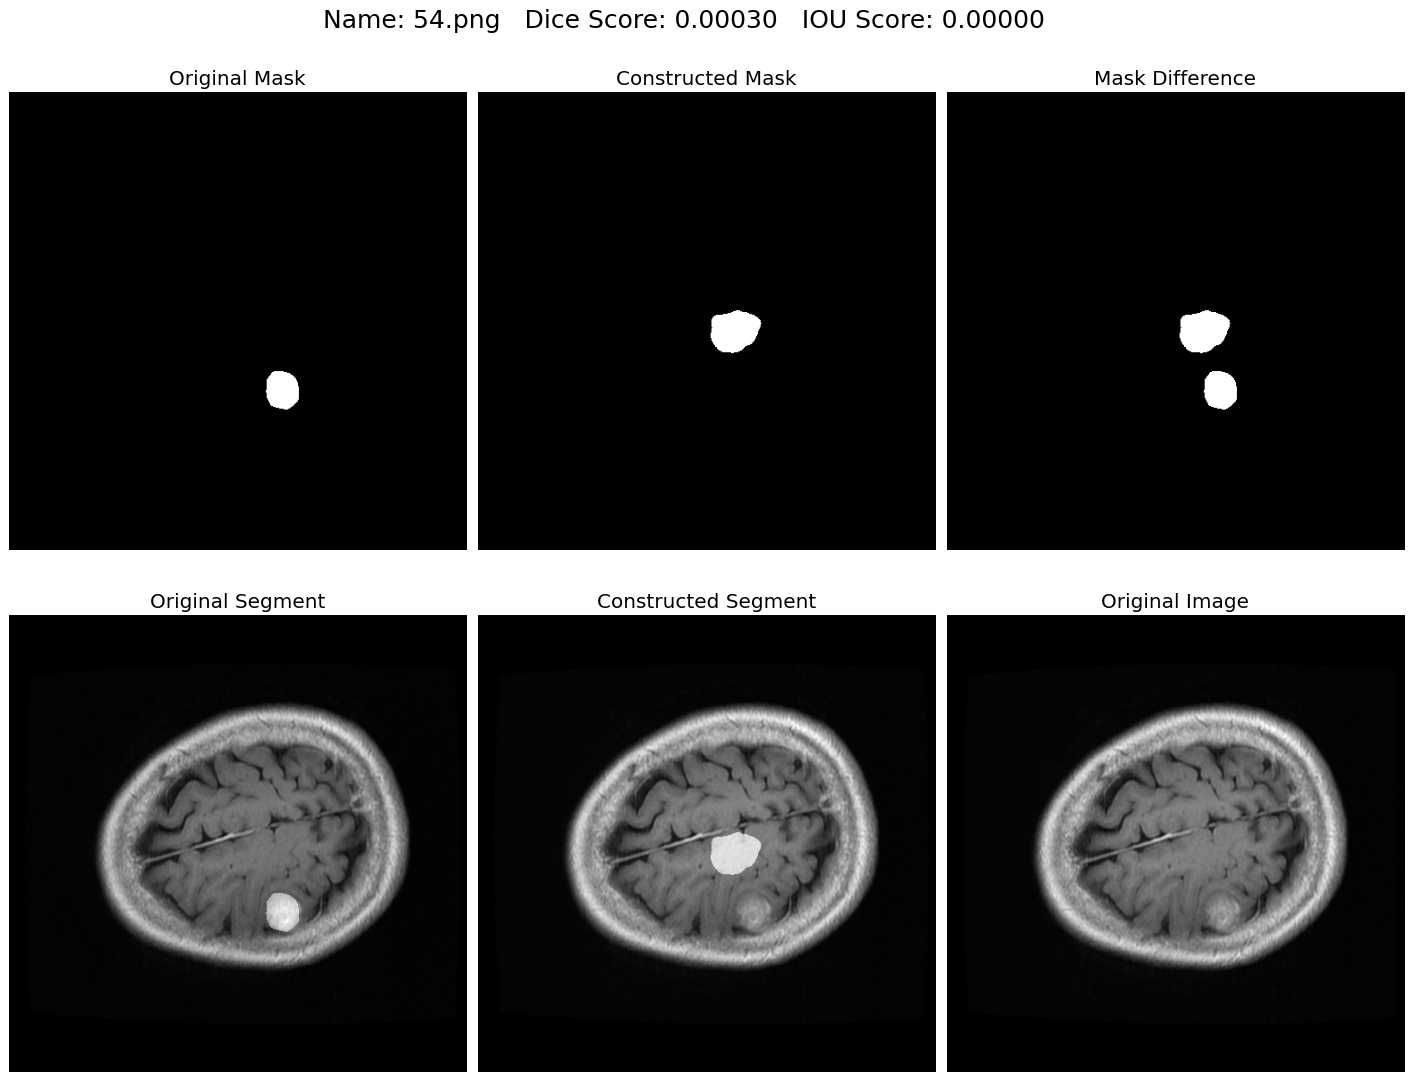 Name: 54.png   Dice Score: 0.00030   IOU Score: 0.00000
Original Mask
Constructed Mask
Mask Difference
Original Segment
Constructed Segment
Original Image